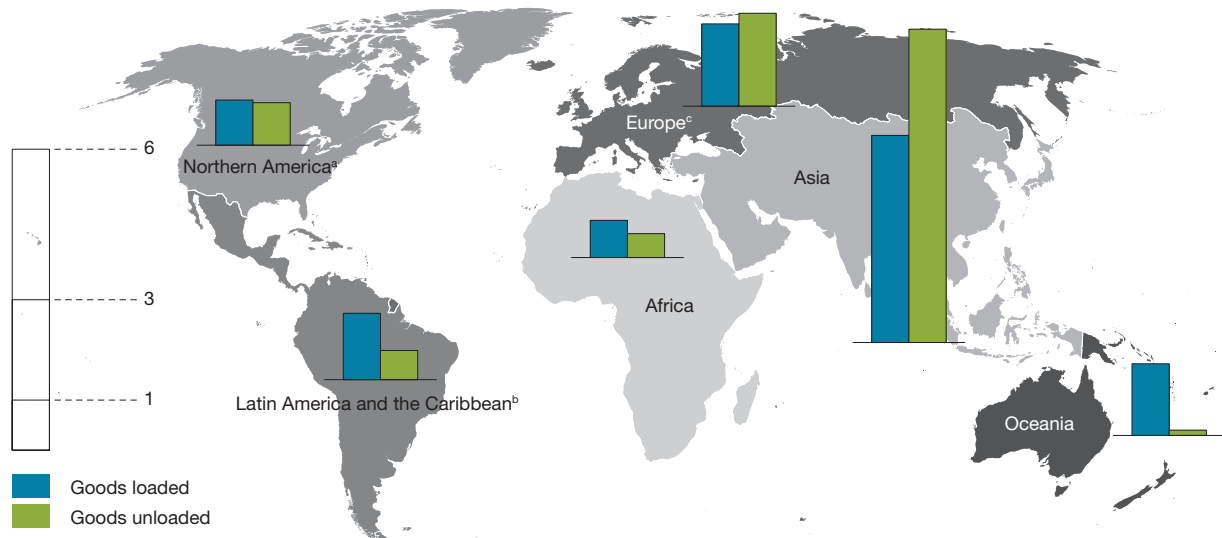 Northern Americaᵃ
Europeᶜ
Asia
6
3
1
Africa
Latin America and the Caribbeanᵇ
Oceania
Goods loaded
Goods unloaded